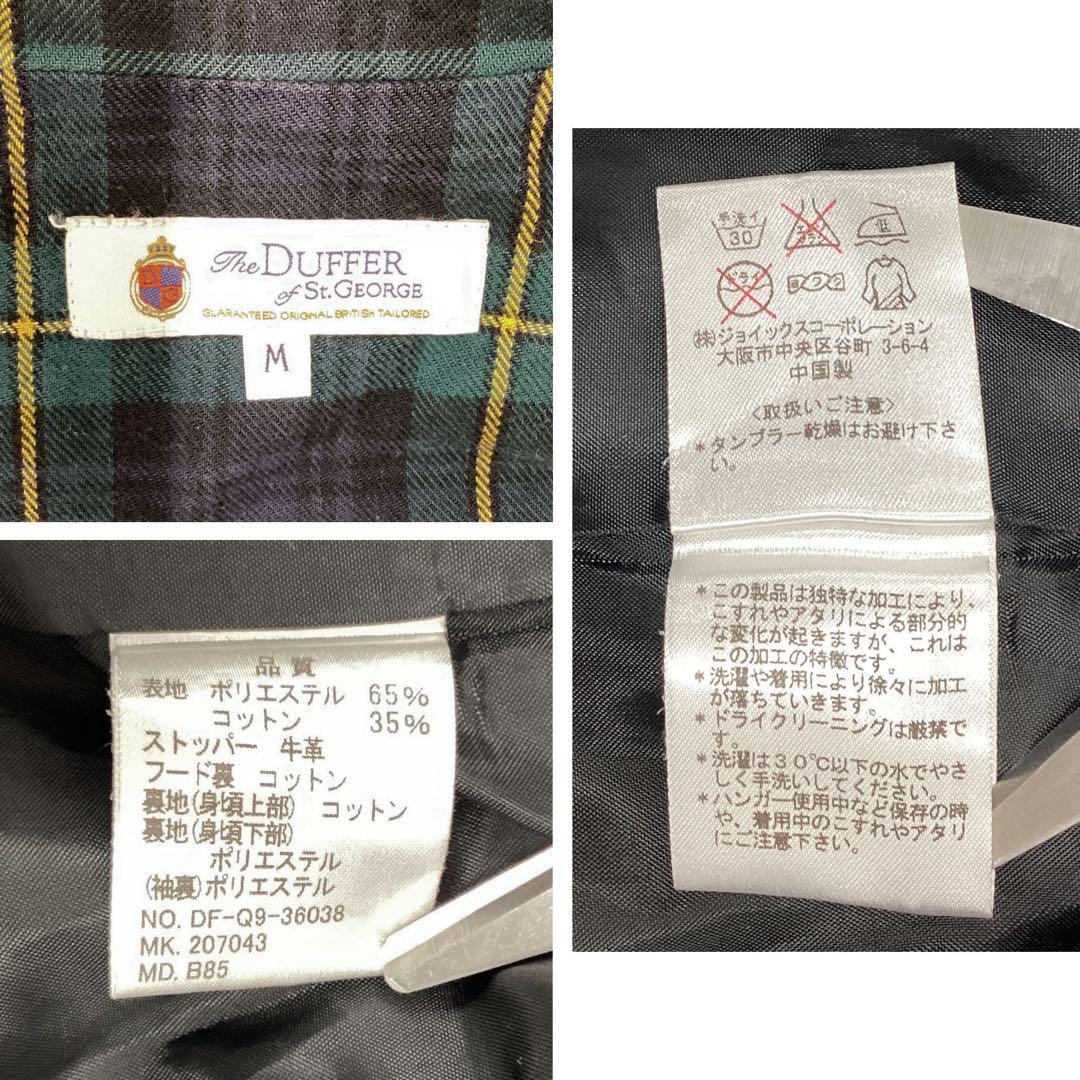 The DUFFER
of St. GEORGE
GUARANTEED ORIGINAL BRITISH TAILORED
M
D
G
品質
表地 ポリエステル 65%
コットン 35%
ストッパー 牛革
フード裏 コットン
裏地(身頃上部) コットン
裏地(身頃下部)
ポリエステル
(袖裏)ポリエステル
NO. DF-Q9-36038
MK. 207043
MD. B85
手洗イ
30
エンソ
サラシ
低
ドライ
㈱ジョイックスコーポレーション
大阪市中央区谷町 3-6-4
中国製
〈取扱いご注意〉
*タンブラー乾燥はお避け下さ
い。
*この製品は独特な加工により、
こすれやアタリによる部分的
な変化が起きますが、これは
この加工の特徴です。
*洗濯や着用により徐々に加工
が落ちていきます。
*ドライクリーニングは厳禁で
す。
*洗濯は30℃以下の水でやさ
しく手洗いしてください。
*ハンガー使用中など保存の時
や、着用中のこすれやアタリ
にご注意下さい。